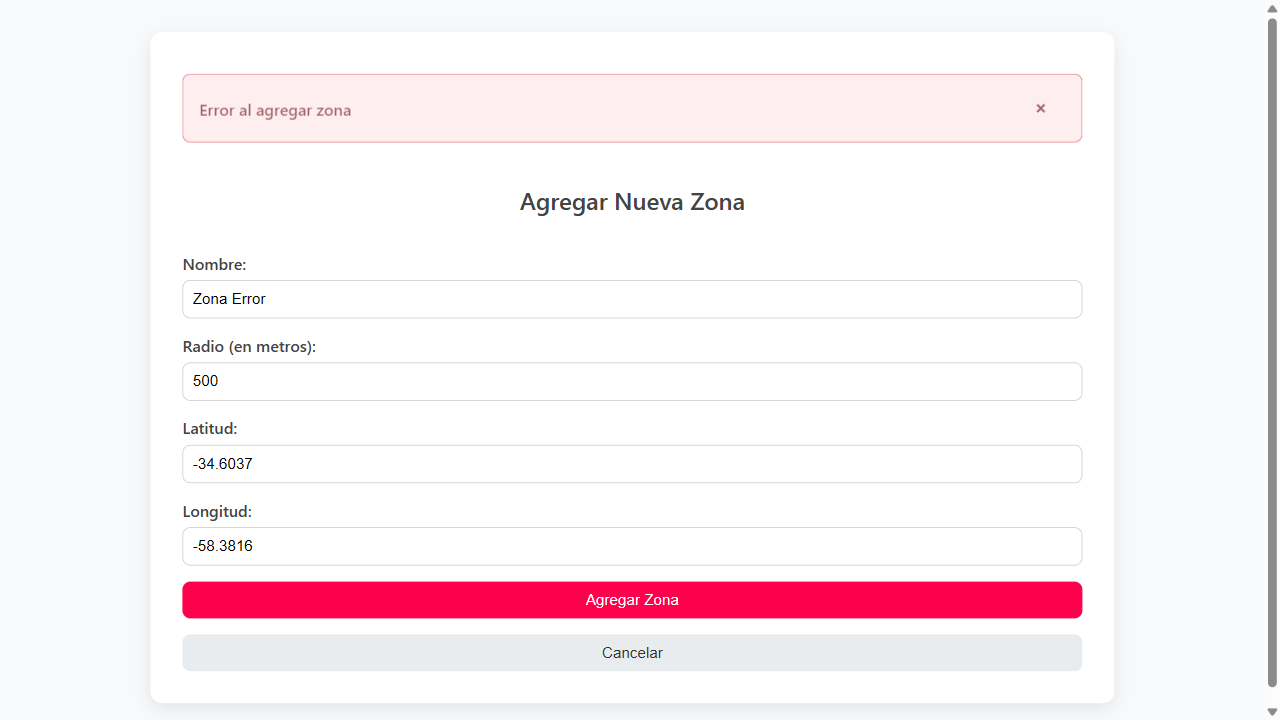 Error al agregar zona ×
Agregar Nueva Zona
Nombre:
Zona Error
Radio (en metros):
500
Latitud:
-34.6037
Longitud:
-58.3816
Agregar Zona
Cancelar